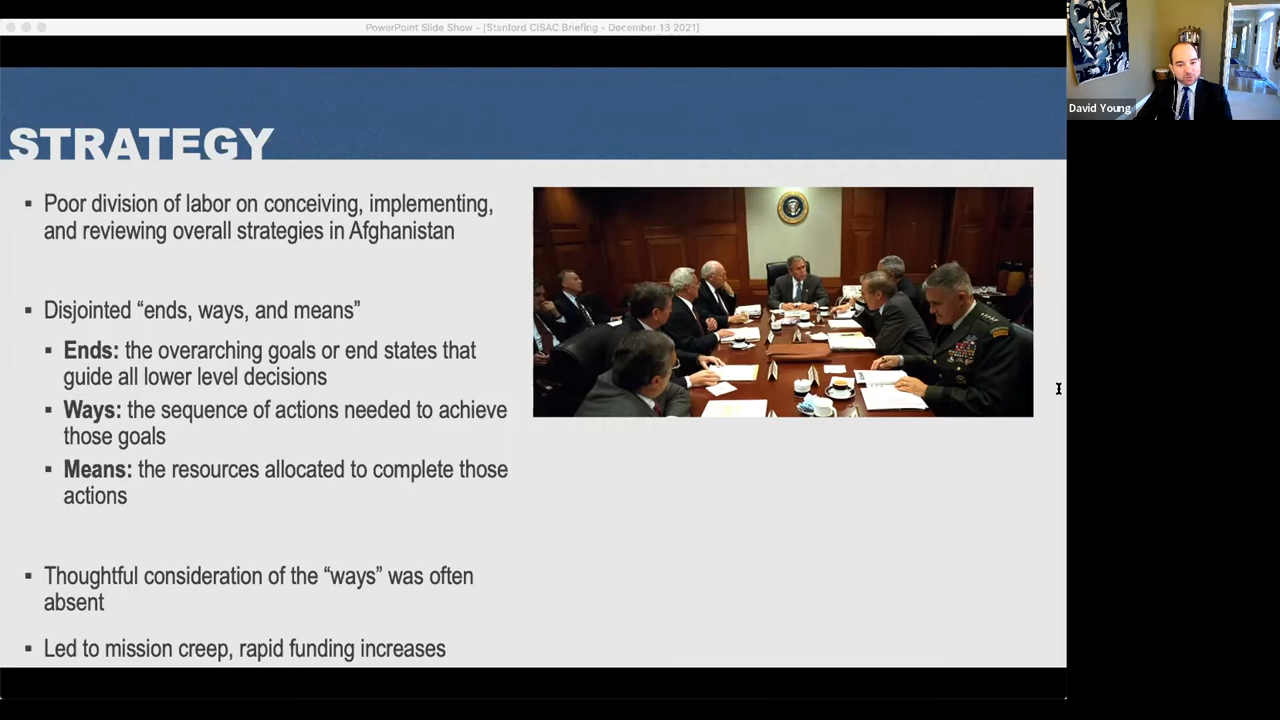 PowerPoint Slide Show - [Stanford CISAC Briefing - December 13 2021]
David Young
STRATEGY
▪ Poor division of labor on conceiving, implementing,
and reviewing overall strategies in Afghanistan
▪ Disjointed “ends, ways, and means”
▪ Ends: the overarching goals or end states that
guide all lower level decisions
▪ Ways: the sequence of actions needed to achieve
those goals
▪ Means: the resources allocated to complete those
actions
▪ Thoughtful consideration of the “ways” was often
absent
▪ Led to mission creep, rapid funding increases